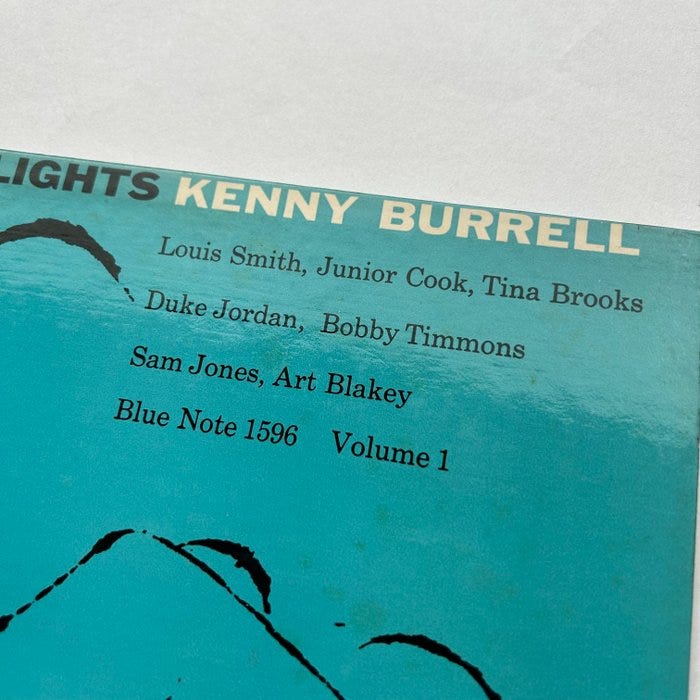 LIGHTS KENNY BURRELL
Louis Smith, Junior Cook, Tina Brooks
Duke Jordan, Bobby Timmons
Sam Jones, Art Blakey
Blue Note 1596 Volume 1